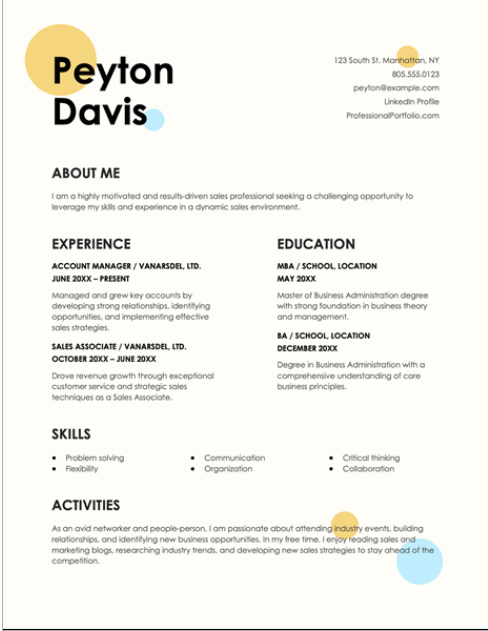 Peyton
Davis
123 South St. Manhattan, NY
805.555.0123
peyton@example.com
LinkedIn Profile
ProfessionalPortfolio.com
ABOUT ME
I am a highly motivated and results-driven sales professional seeking a challenging opportunity to
leverage my skills and experience in a dynamic sales environment.
EXPERIENCE
ACCOUNT MANAGER / VANARSDEL, LTD.
JUNE 20XX – PRESENT
Managed and grew key accounts by
developing strong relationships, identifying
opportunities, and implementing effective
sales strategies.
SALES ASSOCIATE / VANARSDEL, LTD.
OCTOBER 20XX – JUNE 20XX
Drove revenue growth through exceptional
customer service and strategic sales
techniques as a Sales Associate.
EDUCATION
MBA / SCHOOL, LOCATION
MAY 20XX
Master of Business Administration degree
with strong foundation in business theory
and management.
BA / SCHOOL, LOCATION
DECEMBER 20XX
Degree in Business Administration with a
comprehensive understanding of core
business principles.
SKILLS
• Problem solving
• Flexibility
• Communication
• Organization
• Critical thinking
• Collaboration
ACTIVITIES
As an avid networker and people-person, I am passionate about attending industry events, building
relationships, and identifying new business opportunities. In my free time, I enjoy reading sales and
marketing blogs, researching industry trends, and developing new sales strategies to stay ahead of the
competition.